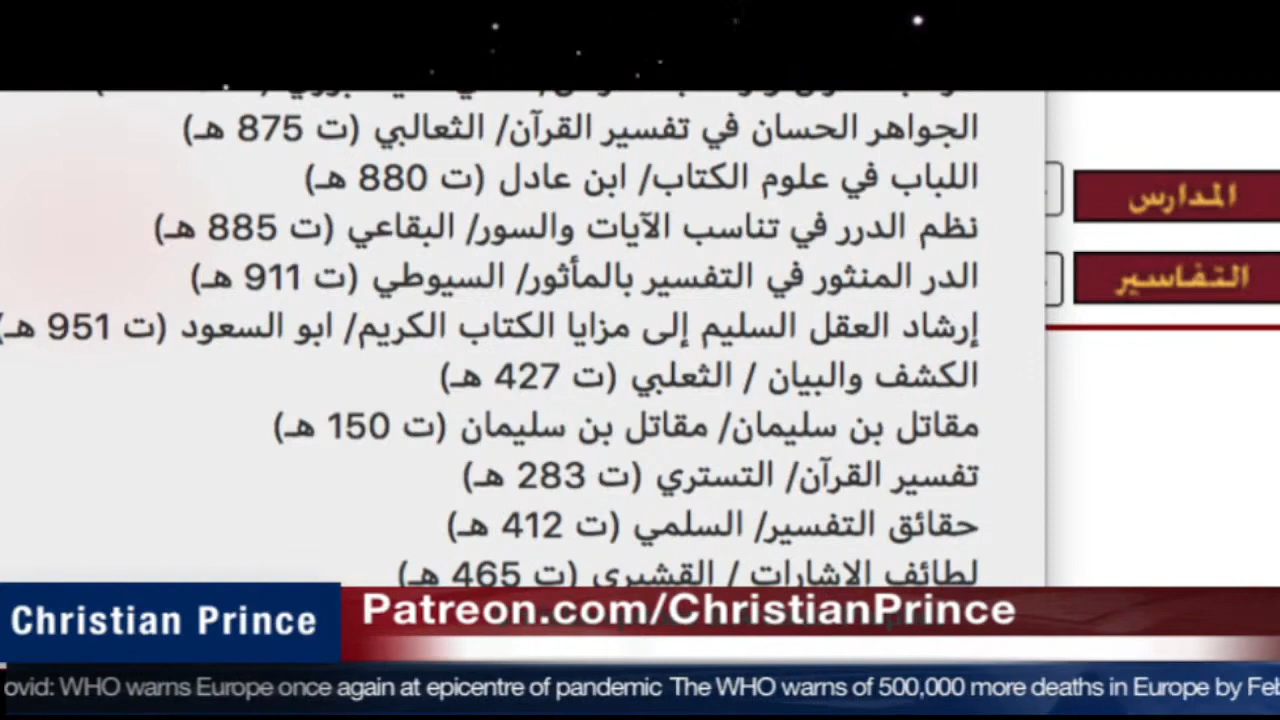 الجواهر الحسان في تفسير القرآن/ الثعالبي (ت 875 هـ)
اللباب في علوم الكتاب/ ابن عادل (ت 880 هـ)
نظم الدرر في تناسب الآيات والسور/ البقاعي (ت 885 هـ)
الدر المنثور في التفسير بالمأثور/ السيوطي (ت 911 هـ)
إرشاد العقل السليم إلى مزايا الكتاب الكريم/ ابو السعود (ت 951 هـ)
الكشف والبيان / الثعلبي (ت 427 هـ)
مقاتل بن سليمان/ مقاتل بن سليمان (ت 150 هـ)
تفسير القرآن/ التستري (ت 283 هـ)
حقائق التفسير/ السلمي (ت 412 هـ)
لطائف الإشارات / القشيري (ت 465 هـ)
المدارس
التفاسير
Christian Prince
Patreon.com/ChristianPrince
ovid: WHO warns Europe once again at epicentre of pandemic The WHO warns of 500,000 more deaths in Europe by Feb